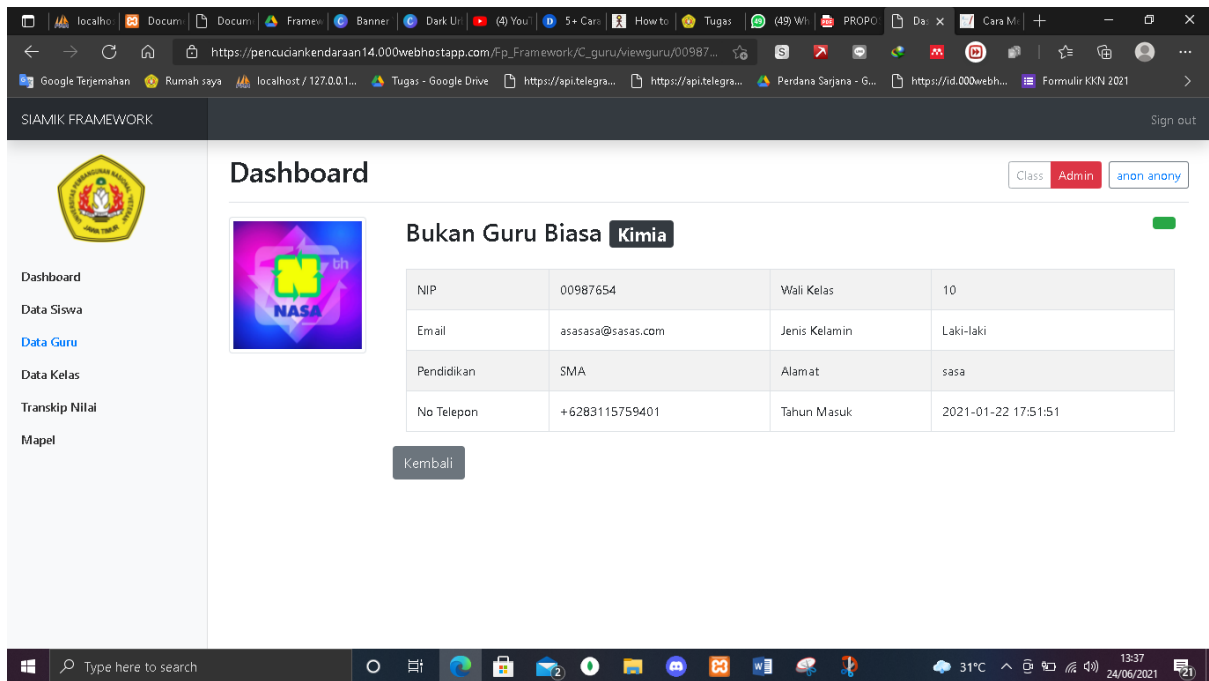 localhos Docum Docum Framew Banner Dark Uri (4) YouT 5+ Cara How to Tugas (49) Wh PROPO Das Cara Me
https://pencuciankendaraan14.000webhostapp.com/Fp_Framework/C_guru/viewguru/00987...
Google Terjemahan Rumah saya localhost / 127.0.0.1... Tugas - Google Drive https://api.telegra... https://api.telegra... Perdana Sarjana - G... https://id.000webh... Formulir KKN 2021
SIAMIK FRAMEWORK Sign out
Dashboard Class Admin anon anony
Bukan Guru Biasa Kimia
NASA
NIP 00987654 Wali Kelas 10
Email asasasa@sasas.com Jenis Kelamin Laki-laki
Pendidikan SMA Alamat sasa
No Telepon +6283115759401 Tahun Masuk 2021-01-22 17:51:51
Kembali
Dashboard
Data Siswa
Data Guru
Data Kelas
Transkip Nilai
Mapel
Type here to search 31°C 13:37
24/06/2021